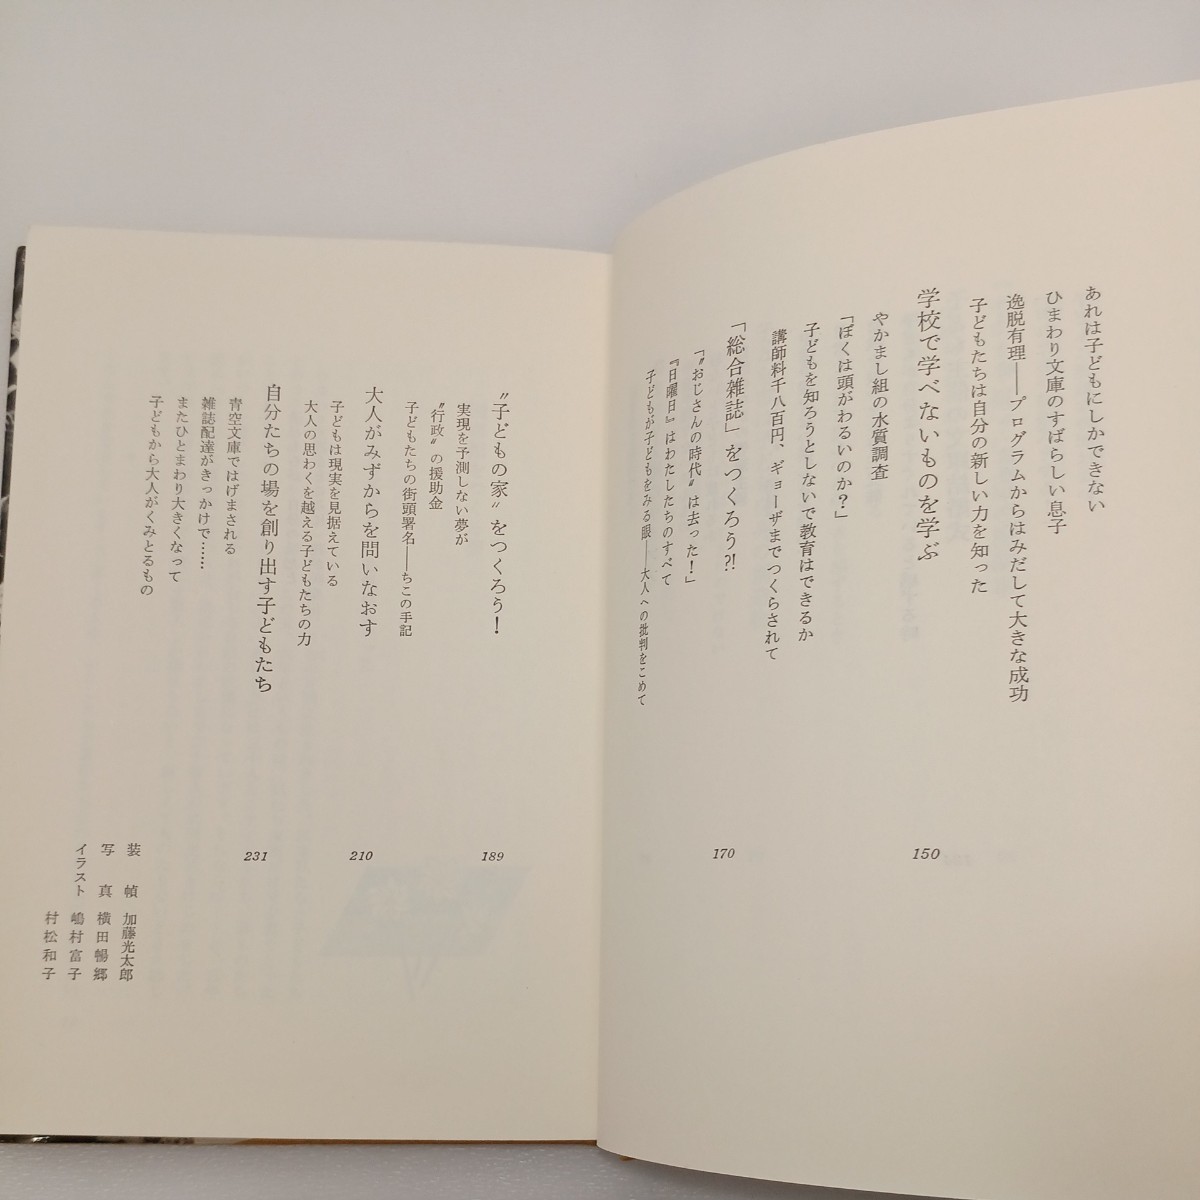 あれは子どもにしかできない
ひまわり文庫のすばらしい息子
逸脱有理――プログラムからはみだして大きな成功
子どもたちは自分の新しい力を知った
学校で学べないものを学ぶ 150
やかまし組の水質調査
「ぼくは頭がわるいのか？」
子どもを知ろうとしないで教育はできるか
講師料千八百円、ギョーザまでつくらされて
「総合雑誌」をつくろう?! 170
「〝おじさんの時代〟は去った！」
『日曜日』はわたしたちのすべて
子どもが子どもをみる眼――大人への批判をこめて
〝子どもの家〟をつくろう！ 189
実現を予測しない夢が
〝行政〟の援助金
子どもたちの街頭署名――ちこの手記
大人がみずからを問いなおす 210
子どもは現実を見据えている
大人の思わくを越える子どもたちの力
自分たちの場を創り出す子どもたち 231
青空文庫ではげまされる
雑誌配達がきっかけで……
またひとまわり大きくなって
子どもから大人がくみとるもの
装幀 加藤光太郎
写真 横田暢郷
イラスト 嶋村富子
村松和子